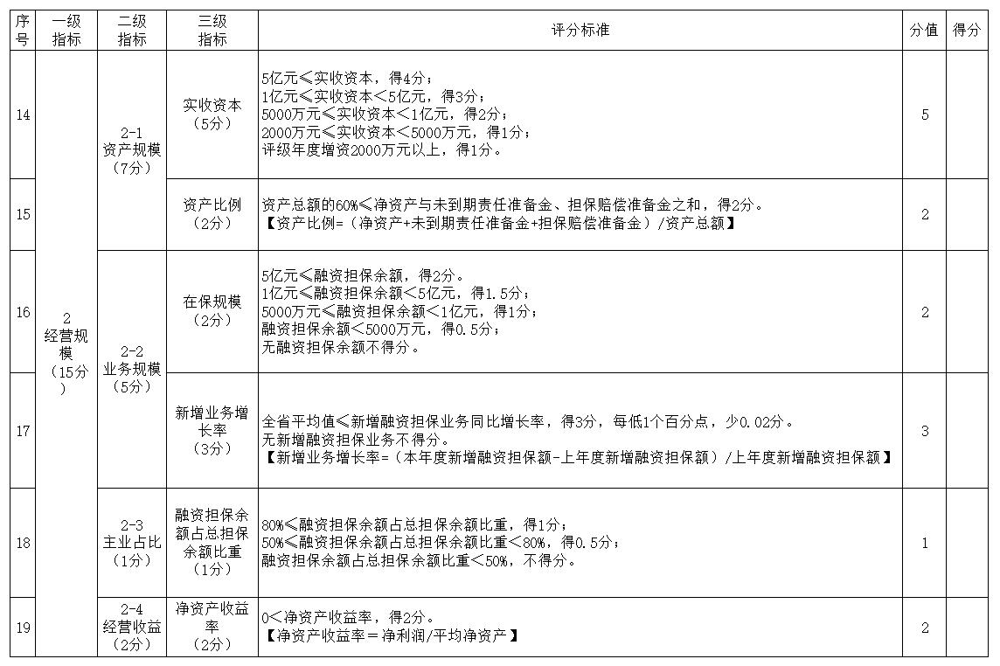 序号
一级指标
二级指标
三级指标
评分标准
分值
得分
2
经营规模
（15分）
2-1
资产规模
（7分）
14
实收资本
（5分）
5亿元≤实收资本，得4分；
1亿元≤实收资本＜5亿元，得3分；
5000万元≤实收资本＜1亿元，得2分；
2000万元≤实收资本＜5000万元，得1分；
评级年度增资2000万元以上，得1分。
5
15
资产比例
（2分）
资产总额的60%≤净资产与未到期责任准备金、担保赔偿准备金之和，得2分。
【资产比例=（净资产+未到期责任准备金+担保赔偿准备金）/资产总额】
2
2-2
业务规模
（5分）
16
在保规模
（2分）
5亿元≤融资担保余额，得2分。
1亿元≤融资担保余额＜5亿元，得1.5分；
5000万元≤融资担保余额＜1亿元，得1分；
融资担保余额＜5000万元，得0.5分；
无融资担保余额不得分。
2
17
新增业务增
长率
（3分）
全省平均值≤新增融资担保业务同比增长率，得3分，每低1个百分点，少0.02分。
无新增融资担保业务不得分。
【新增业务增长率=（本年度新增融资担保额-上年度新增融资担保额）/上年度新增融资担保额】
3
18
2-3
主业占比
（1分）
融资担保余
额占总担保
余额比重
（1分）
80%≤融资担保余额占总担保余额比重，得1分；
50%≤融资担保余额占总担保余额比重＜80%，得0.5分；
融资担保余额占总担保余额比重＜50%，不得分。
1
19
2-4
经营收益
（2分）
净资产收益
率
（2分）
0＜净资产收益率，得2分。
【净资产收益率＝净利润/平均净资产】
2